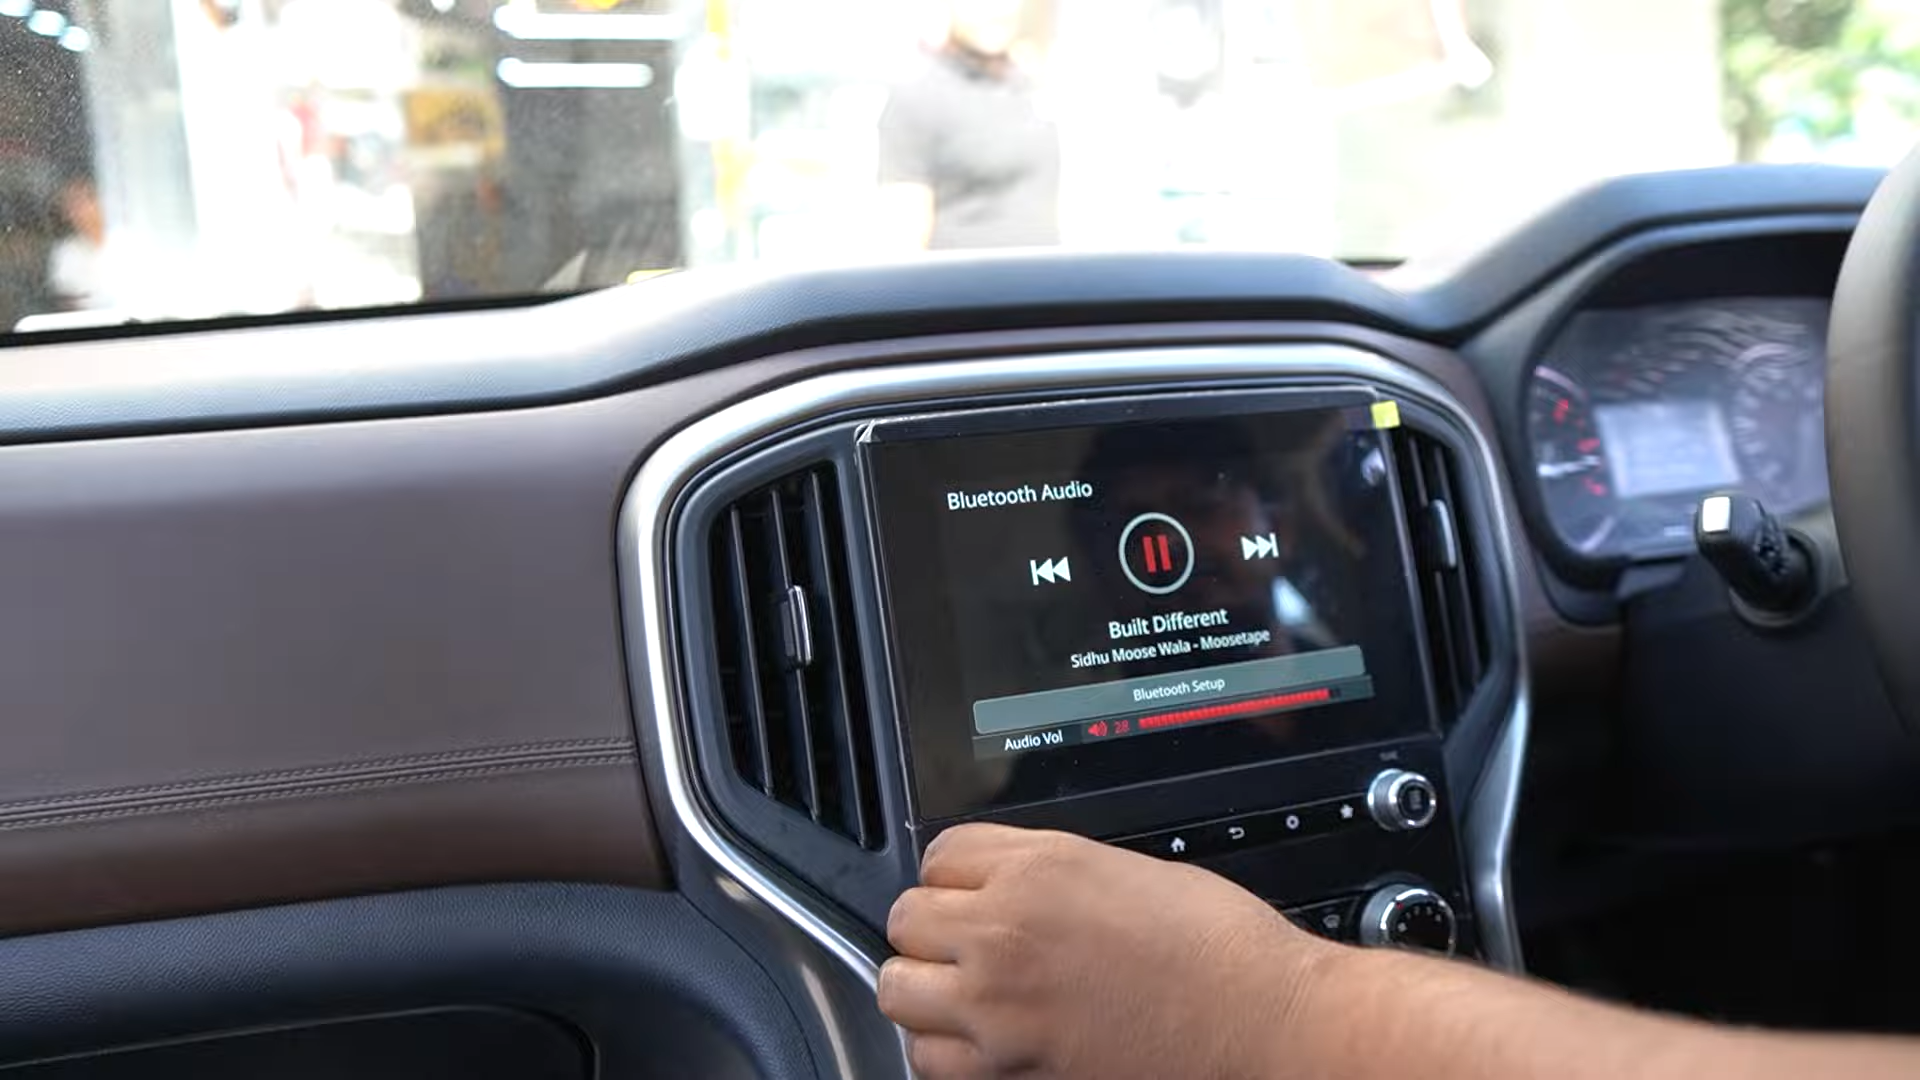 Bluetooth Audio
Built Different
Sidhu Moose Wala - Moosetape
Bluetooth Setup
Audio Vol 28